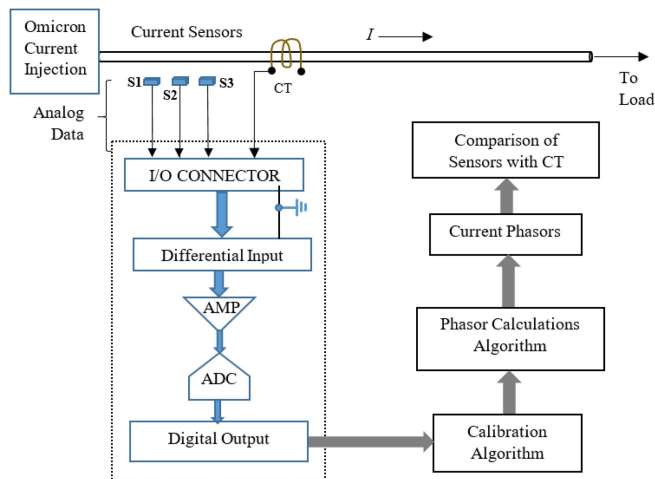 Omicron
Current
Injection
Current Sensors
I
To
Load
S1
S2
S3
CT
Analog
Data
I/O CONNECTOR
Differential Input
AMP
ADC
Digital Output
Comparison of
Sensors with CT
Current Phasors
Phasor Calculations
Algorithm
Calibration
Algorithm